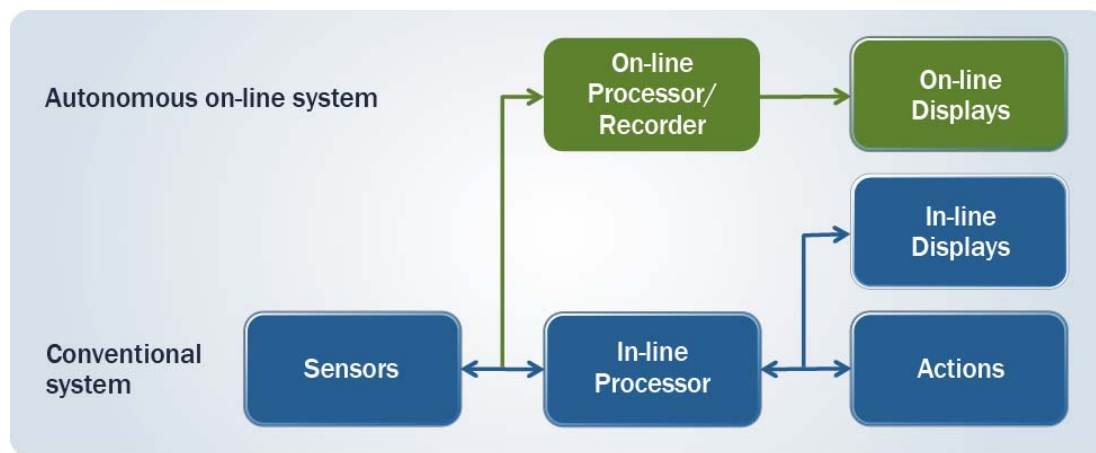 Autonomous on-line system
On-line
Processor/
Recorder
On-line
Displays
In-line
Displays
Conventional
system
Sensors
In-line
Processor
Actions